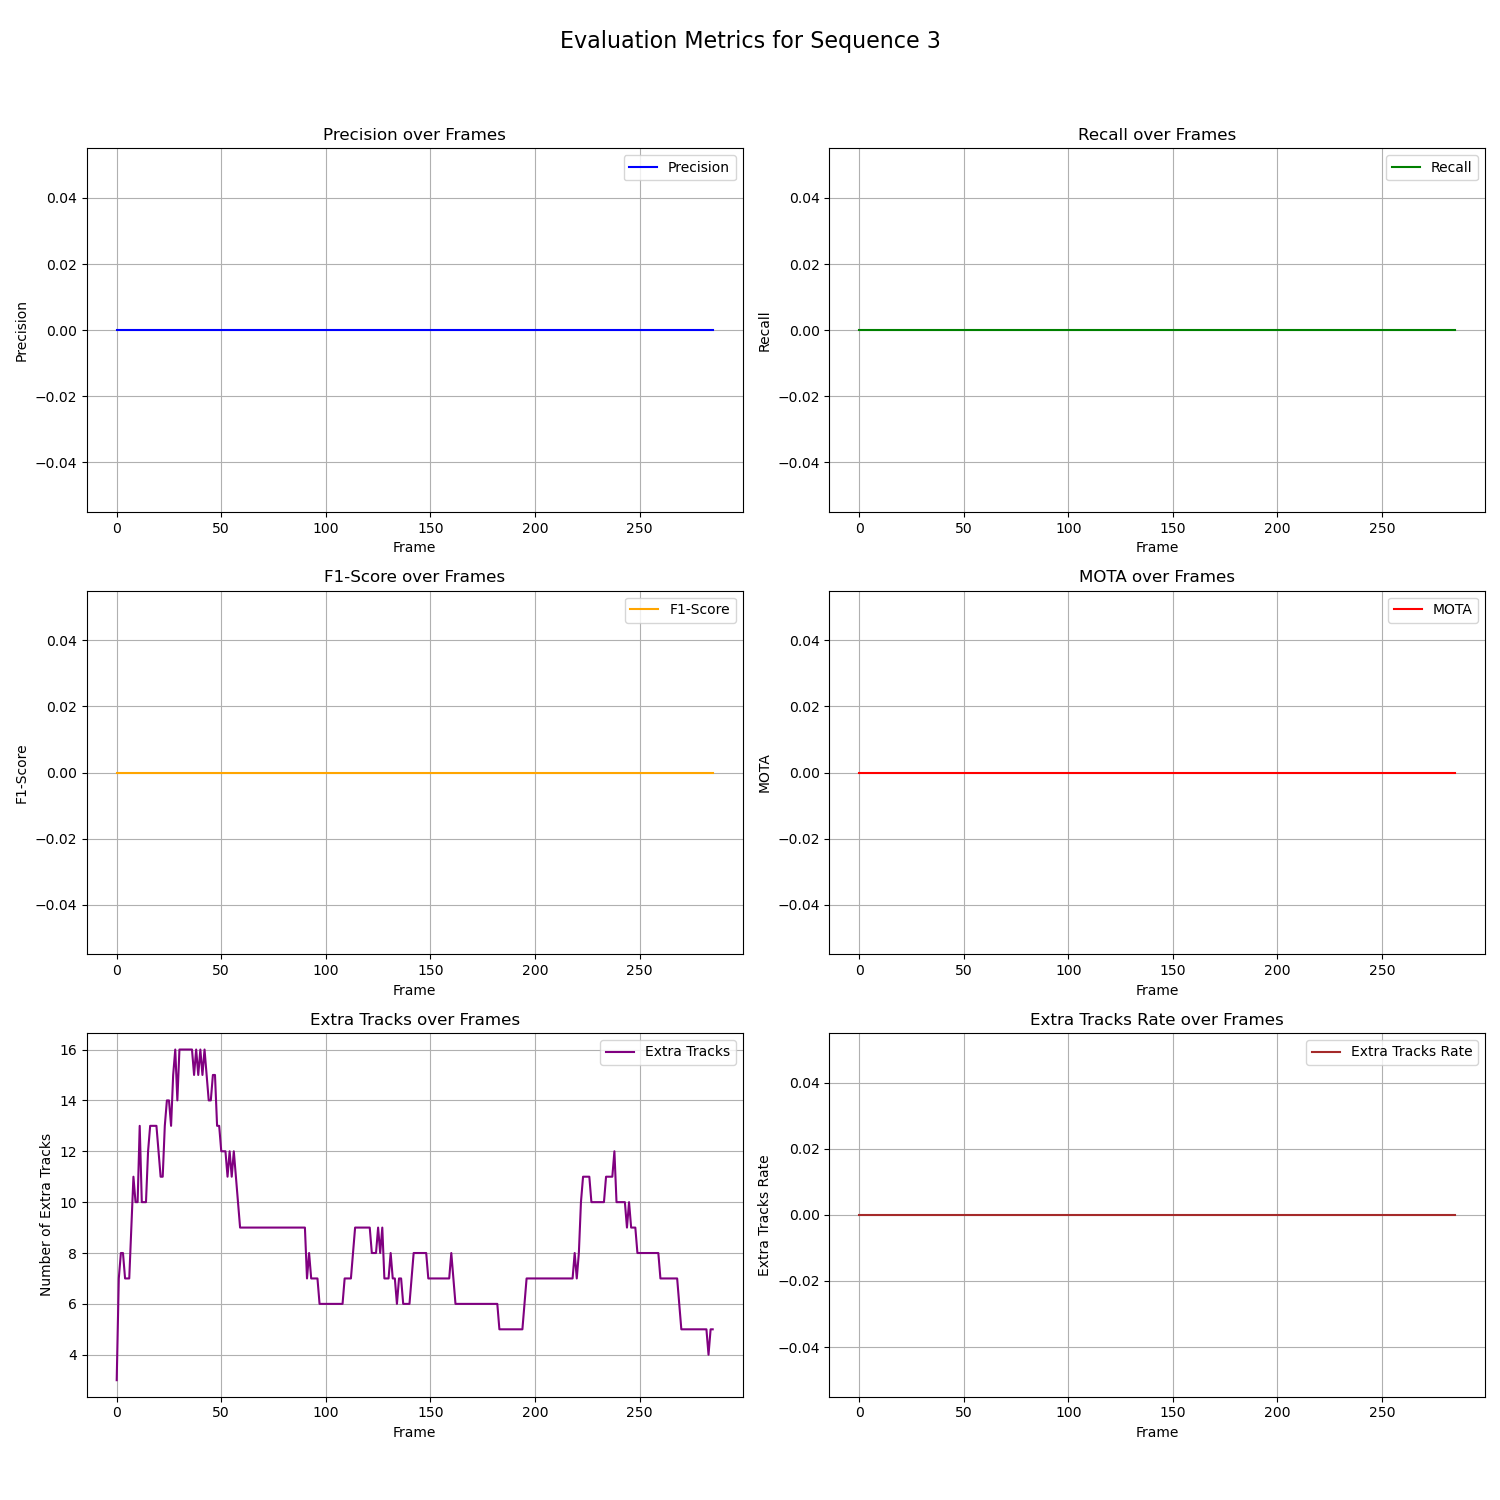 Evaluation Metrics for Sequence 3
Precision over Frames
Precision
0.04
0.02
0.00
−0.02
−0.04
Precision
0
50
100
150
200
250
Frame
Recall over Frames
Recall
0.04
0.02
0.00
−0.02
−0.04
Recall
0
50
100
150
200
250
Frame
F1-Score over Frames
F1-Score
0.04
0.02
0.00
−0.02
−0.04
F1-Score
0
50
100
150
200
250
Frame
MOTA over Frames
MOTA
0.04
0.02
0.00
−0.02
−0.04
MOTA
0
50
100
150
200
250
Frame
Extra Tracks over Frames
Extra Tracks
16
14
12
10
8
6
4
Number of Extra Tracks
0
50
100
150
200
250
Frame
Extra Tracks Rate over Frames
Extra Tracks Rate
0.04
0.02
0.00
−0.02
−0.04
Extra Tracks Rate
0
50
100
150
200
250
Frame